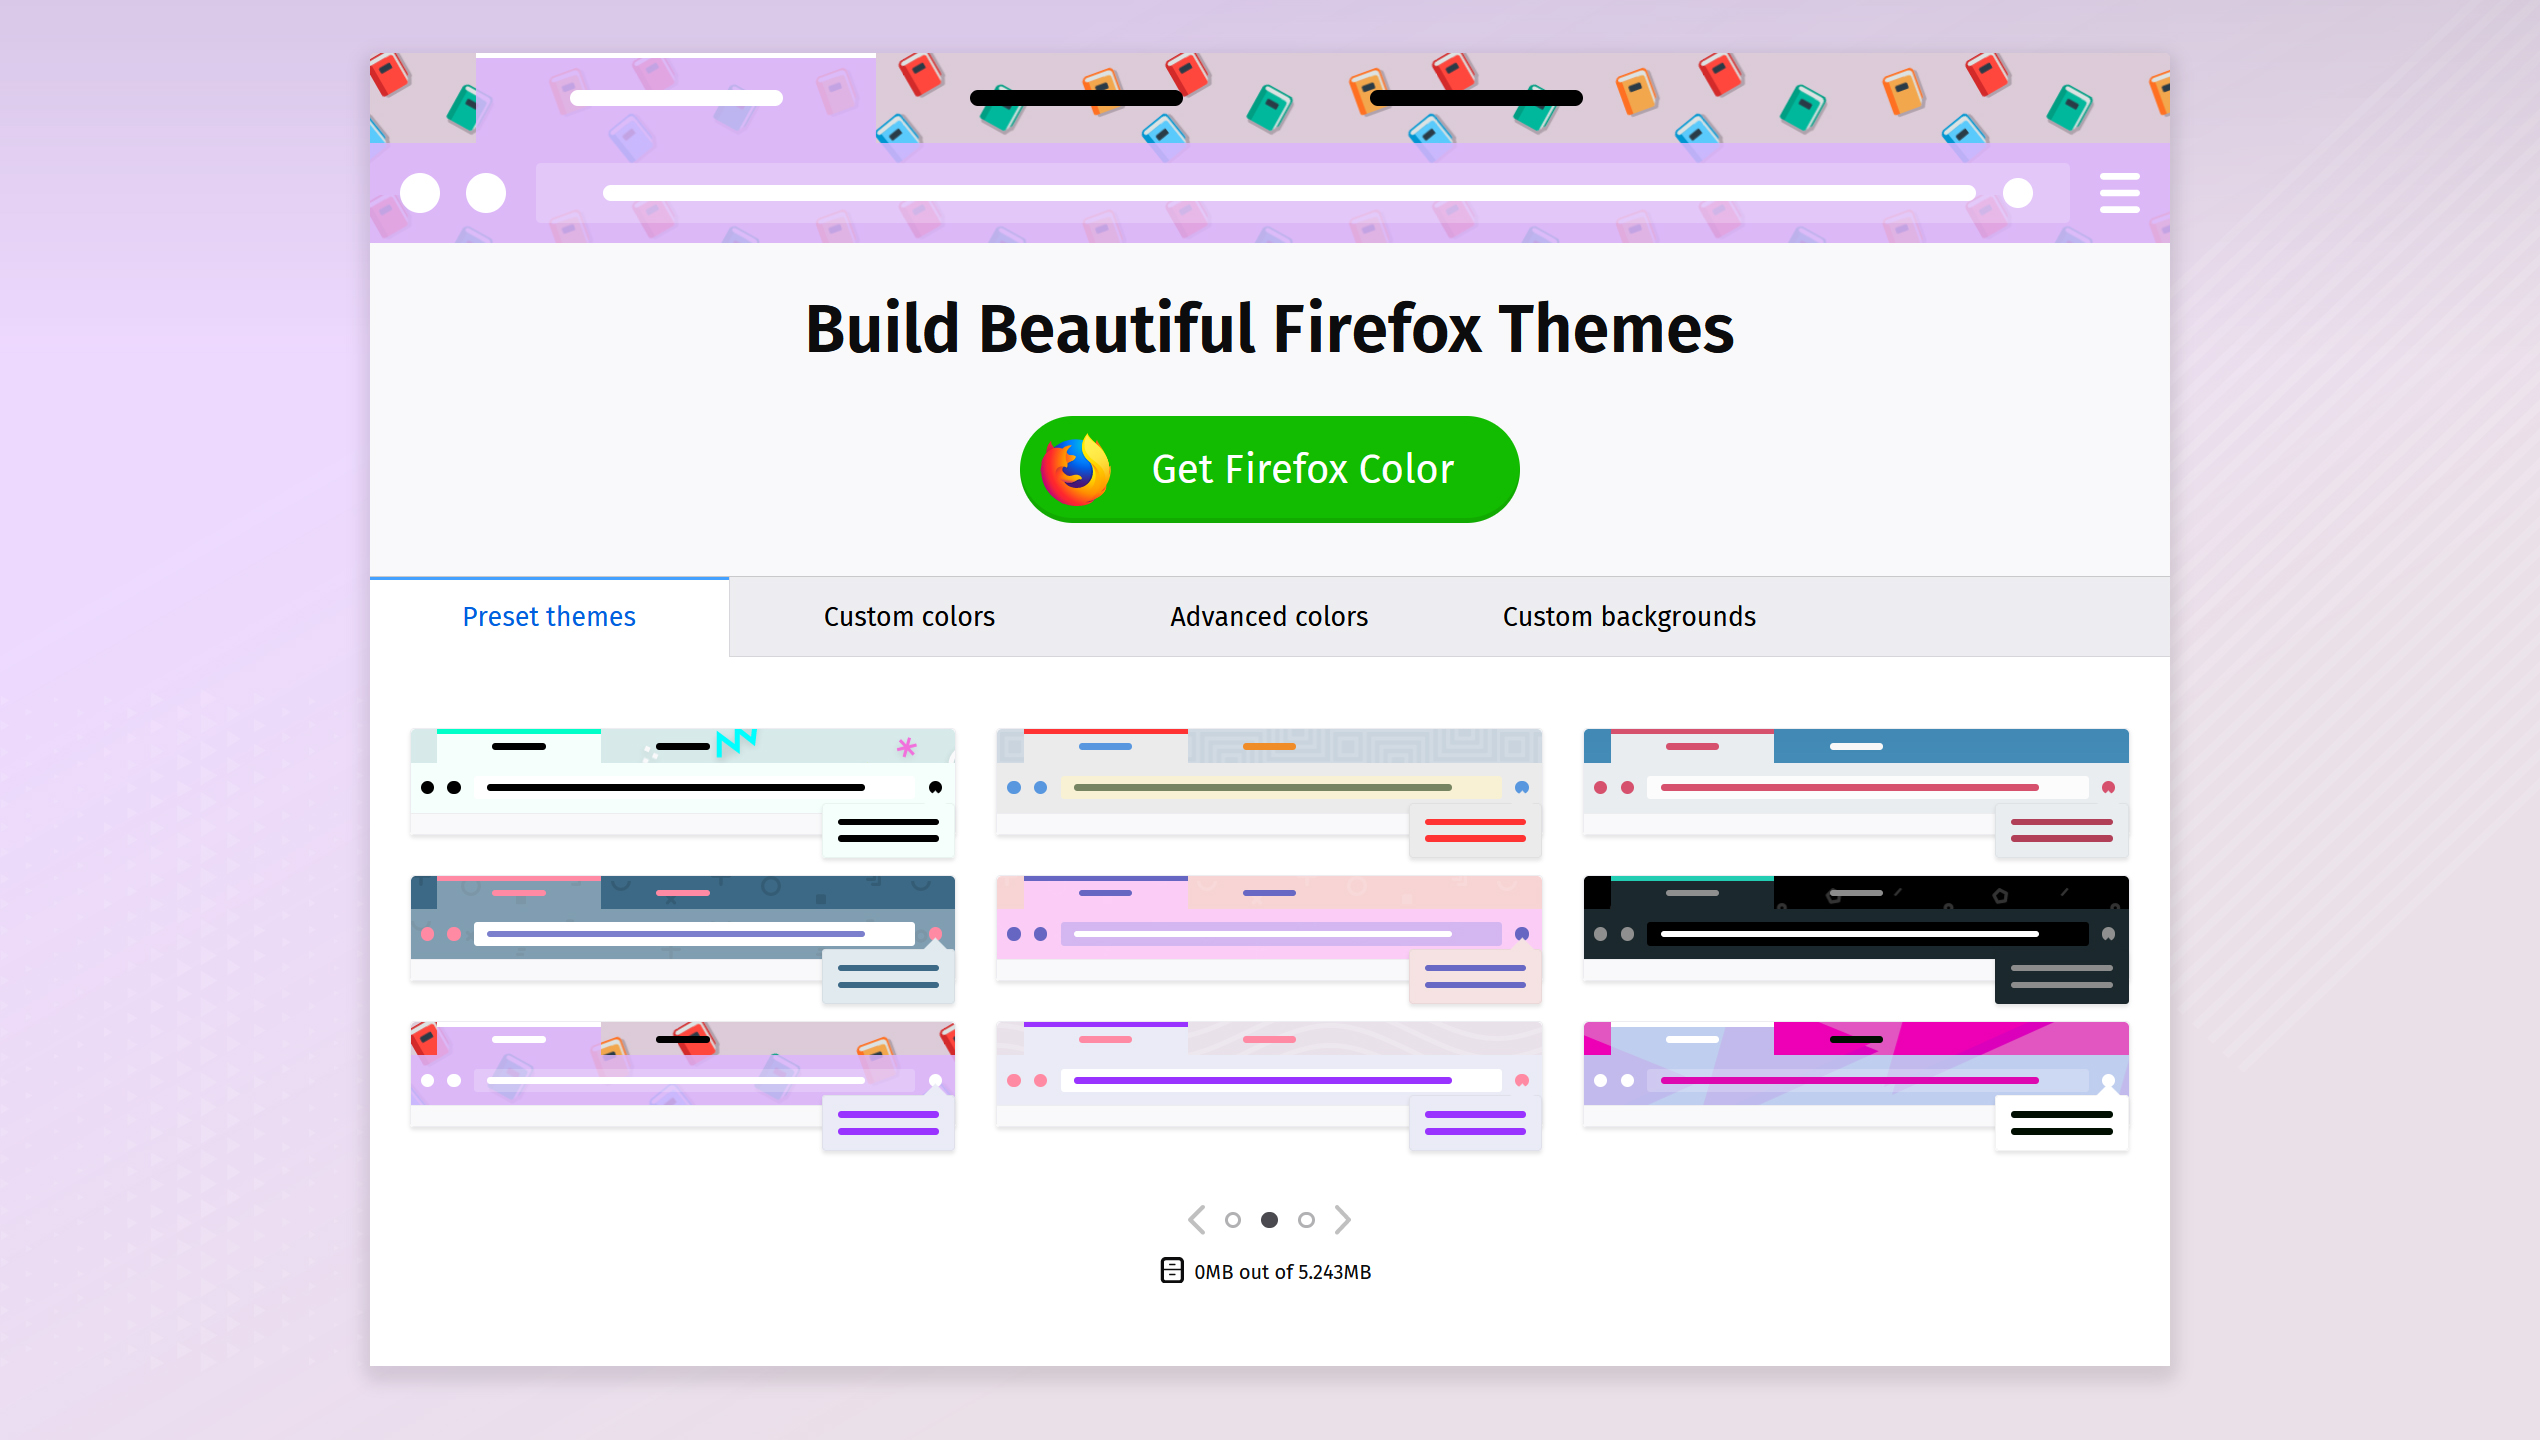 Build Beautiful Firefox Themes
Get Firefox Color
Preset themes
Custom colors
Advanced colors
Custom backgrounds
0MB out of 5.243MB